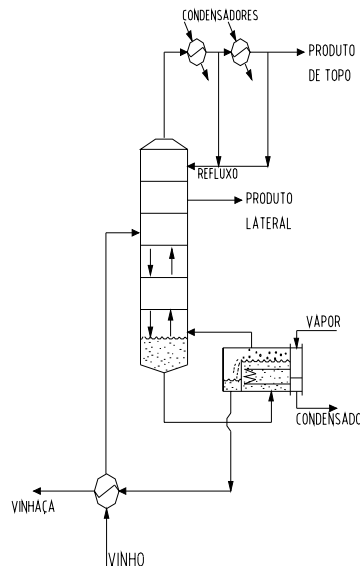 CONDENSADORES
PRODUTO
DE TOPO
REFLUXO
PRODUTO
LATERAL
VAPOR
CONDENSADO
VINHAÇA
VINHO